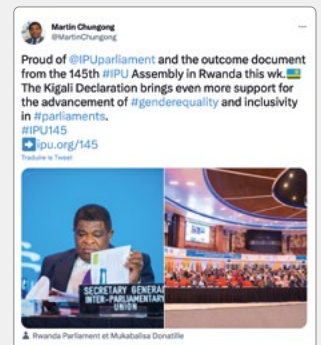 Martin Chungong
@MartinChungong
Proud of @IPUparliament and the outcome document
from the 145th #IPU Assembly in Rwanda this wk.🇷🇼
The Kigali Declaration brings even more support for
the advancement of #genderequality and inclusivity
in #parliaments.
#IPU145
➡️ipu.org/145
Traduire le Tweet
SECRETARY GENERAL
INTER-PARLIAMENTARY
UNION
Rwanda Parliament et Mukabalisa Donatille